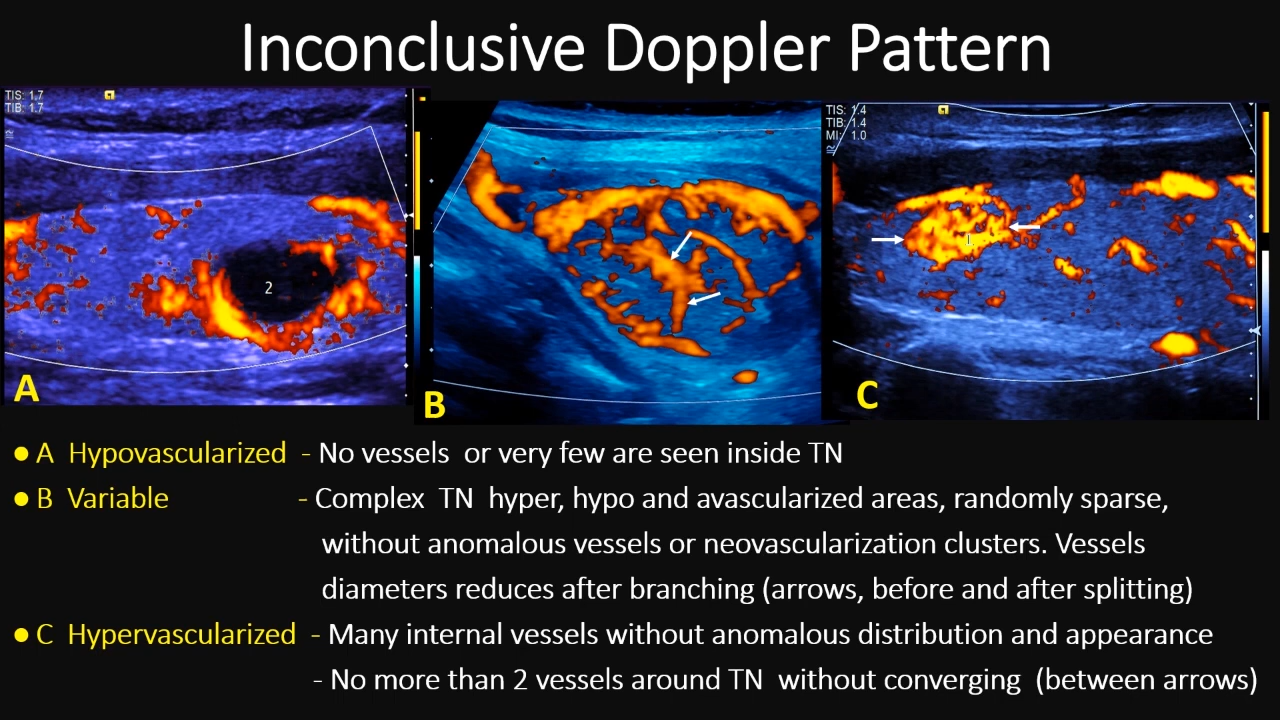 Inconclusive Doppler Pattern
TIS: 1.7
TIB: 1.7
2
A
B
TIS: 1.4
TIB: 1.4
MI: 1.0
1
C
● A Hypovascularized - No vessels or very few are seen inside TN
● B Variable - Complex TN hyper, hypo and avascularized areas, randomly sparse,
without anomalous vessels or neovascularization clusters. Vessels
diameters reduces after branching (arrows, before and after splitting)
● C Hypervascularized - Many internal vessels without anomalous distribution and appearance
- No more than 2 vessels around TN without converging (between arrows)